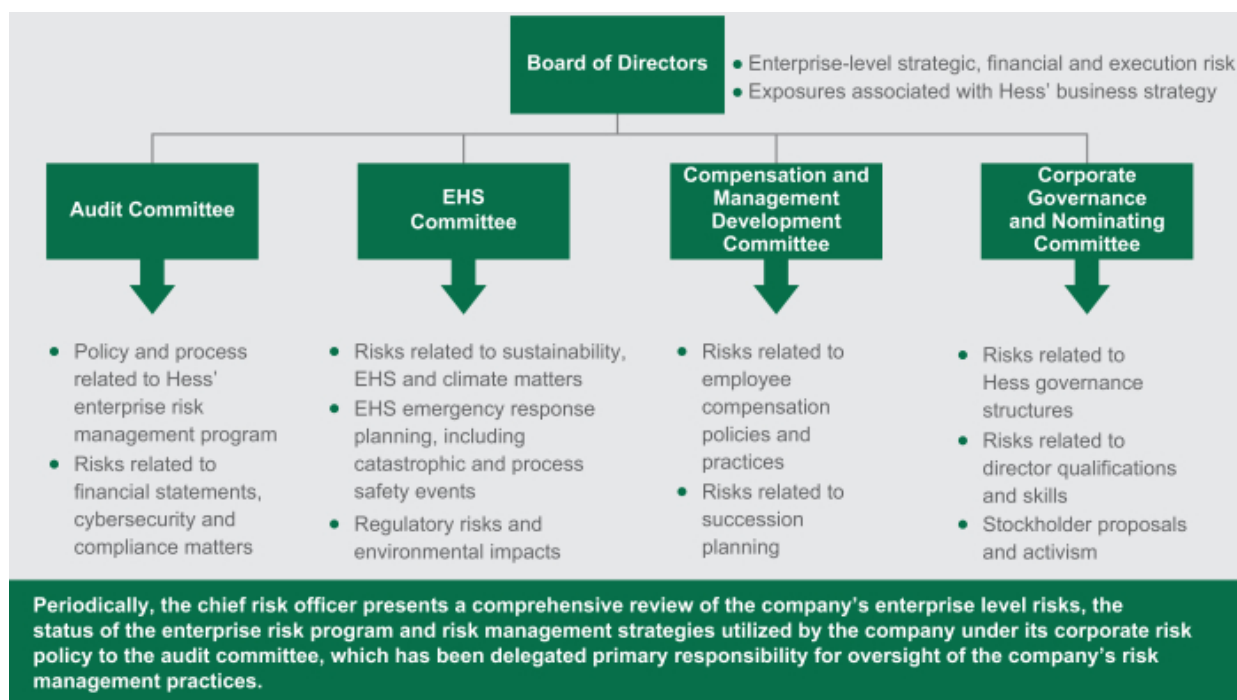 Board of Directors
● Enterprise-level strategic, financial and execution risk
● Exposures associated with Hess' business strategy
Audit Committee
● Policy and process
related to Hess'
enterprise risk
management program
● Risks related to
financial statements,
cybersecurity and
compliance matters
EHS
Committee
● Risks related to sustainability,
EHS and climate matters
● EHS emergency response
planning, including
catastrophic and process
safety events
● Regulatory risks and
environmental impacts
Compensation and
Management
Development
Committee
● Risks related to
employee
compensation
policies and
practices
● Risks related to
succession
planning
Corporate
Governance
and Nominating
Committee
● Risks related to
Hess governance
structures
● Risks related to
director qualifications
and skills
● Stockholder proposals
and activism
Periodically, the chief risk officer presents a comprehensive review of the company's enterprise level risks, the
status of the enterprise risk program and risk management strategies utilized by the company under its corporate risk
policy to the audit committee, which has been delegated primary responsibility for oversight of the company's risk
management practices.